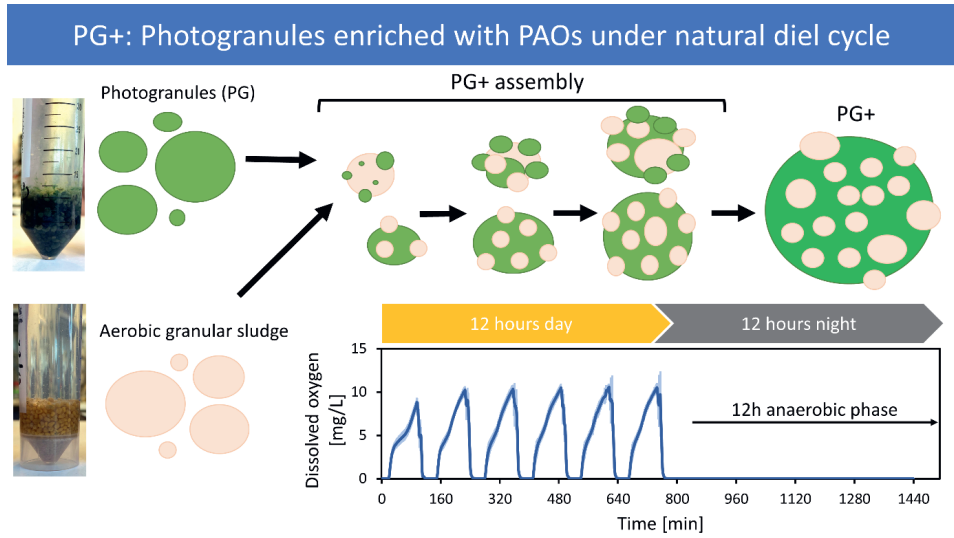 PG+: Photogranules enriched with PAOs under natural diel cycle
Photogranules (PG)
PG+ assembly
PG+
Aerobic granular sludge
12 hours day
12 hours night
Dissolved oxygen
[mg/L]
15
10
5
0
12h anaerobic phase
0 160 320 480 640 800 960 1120 1280 1440
Time [min]